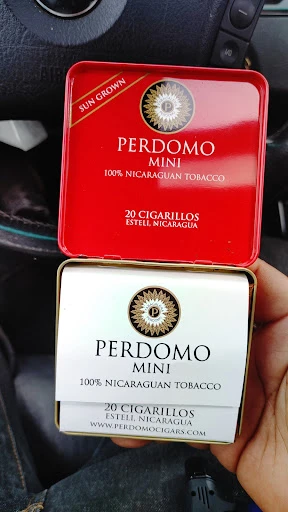 SUN GROWN
P
PERDOMO
MINI
100% NICARAGUAN TOBACCO
20 CIGARILLOS
ESTELI, NICARAGUA
P
PERDOMO
MINI
100% NICARAGUAN TOBACCO
20 CIGARILLOS
ESTELI, NICARAGUA
WWW.PERDOMOCIGARS.COM